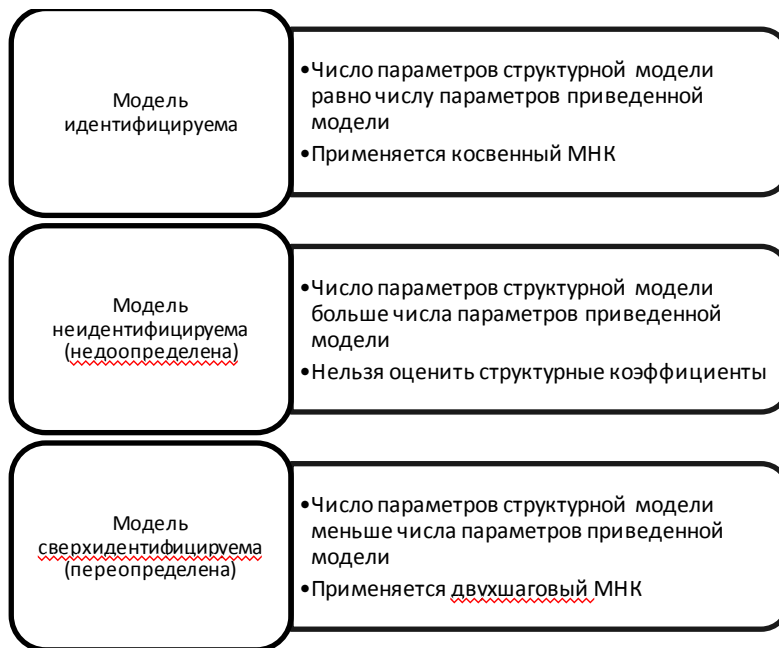 Модель
идентифицируема
•Число параметров структурной модели
равно числу параметров приведенной
модели
•Применяется косвенный МНК
Модель
неидентифицируема
(недоопределена)
•Число параметров структурной модели
больше числа параметров приведенной
модели
•Нельзя оценить структурные коэффициенты
Модель
сверхидентифицируема
(переопределена)
•Число параметров структурной модели
меньше числа параметров приведенной
модели
•Применяется двухшаговый МНК